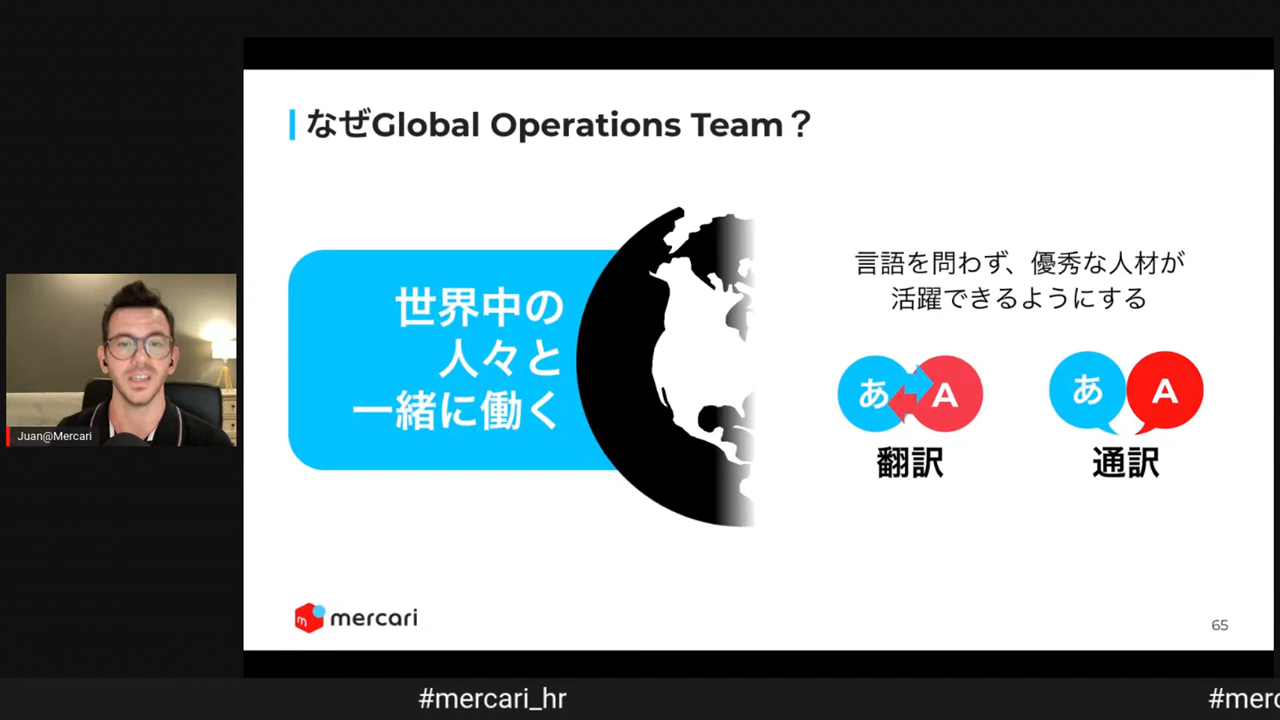 なぜGlobal Operations Team？
世界中の
人々と
一緒に働く
言語を問わず、優秀な人材が
活躍できるようにする
あ A
翻訳
あ A
通訳
Juan@Mercari
m mercari
65
#mercari_hr
#merc